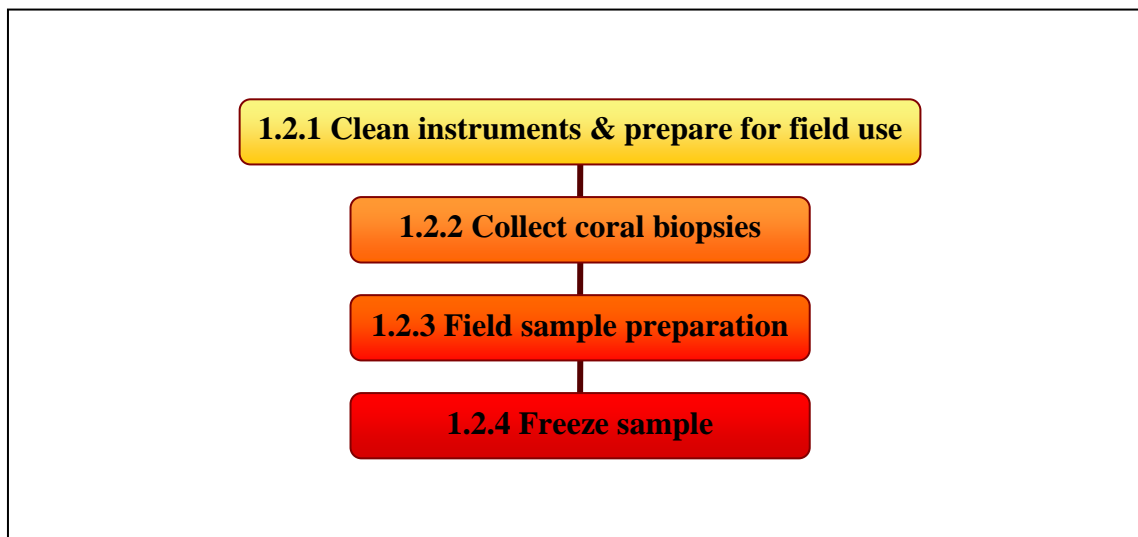 1.2.1 Clean instruments & prepare for field use
1.2.2 Collect coral biopsies
1.2.3 Field sample preparation
1.2.4 Freeze sample